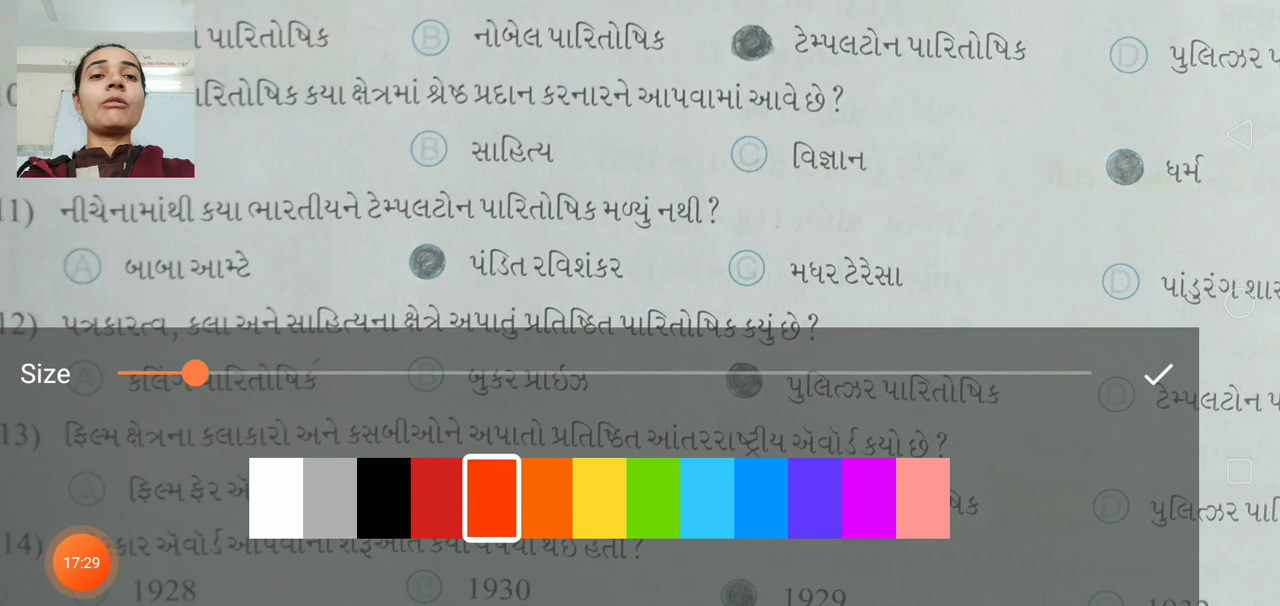 પારિતોષિક B નોબેલ પારિતોષિક ટેમ્પલટોન પારિતોષિક D પુલિત્ઝર
કયા ક્ષેત્રમાં શ્રેષ્ઠ પ્રદાન કરનારને આપવામાં આવે છે ?
B સાહિત્ય C વિજ્ઞાન ધર્મ
11) નીચેનામાંથી કયા ભારતીયને ટેમ્પલટોન પારિતોષિક મળ્યું નથી ?
A બાબા આમ્ટે પંડિત રવિશંકર C મધર ટેરેસા D પાંડુરંગ
12) પત્રકારત્વ, કલા અને સાહિત્યના ક્ષેત્રે અપાતું પ્રતિષ્ઠિત પારિતોષિક કયું છે ?
Size
A કલિંગ પારિતોષિક B બુકર પ્રાઇઝ પુલિત્ઝર પારિતોષિક D ટેમ્પલટોન
13) ફિલ્મ ક્ષેત્રના કલાકારો અને કસબીઓને અપાતો પ્રતિષ્ઠિત આંતરરાષ્ટ્રીય ઍવૉર્ડ કયો છે ?
A ફિલ્મ ફેર D પુલિત્ઝર
14)
17:29
1928 B 1930 1929